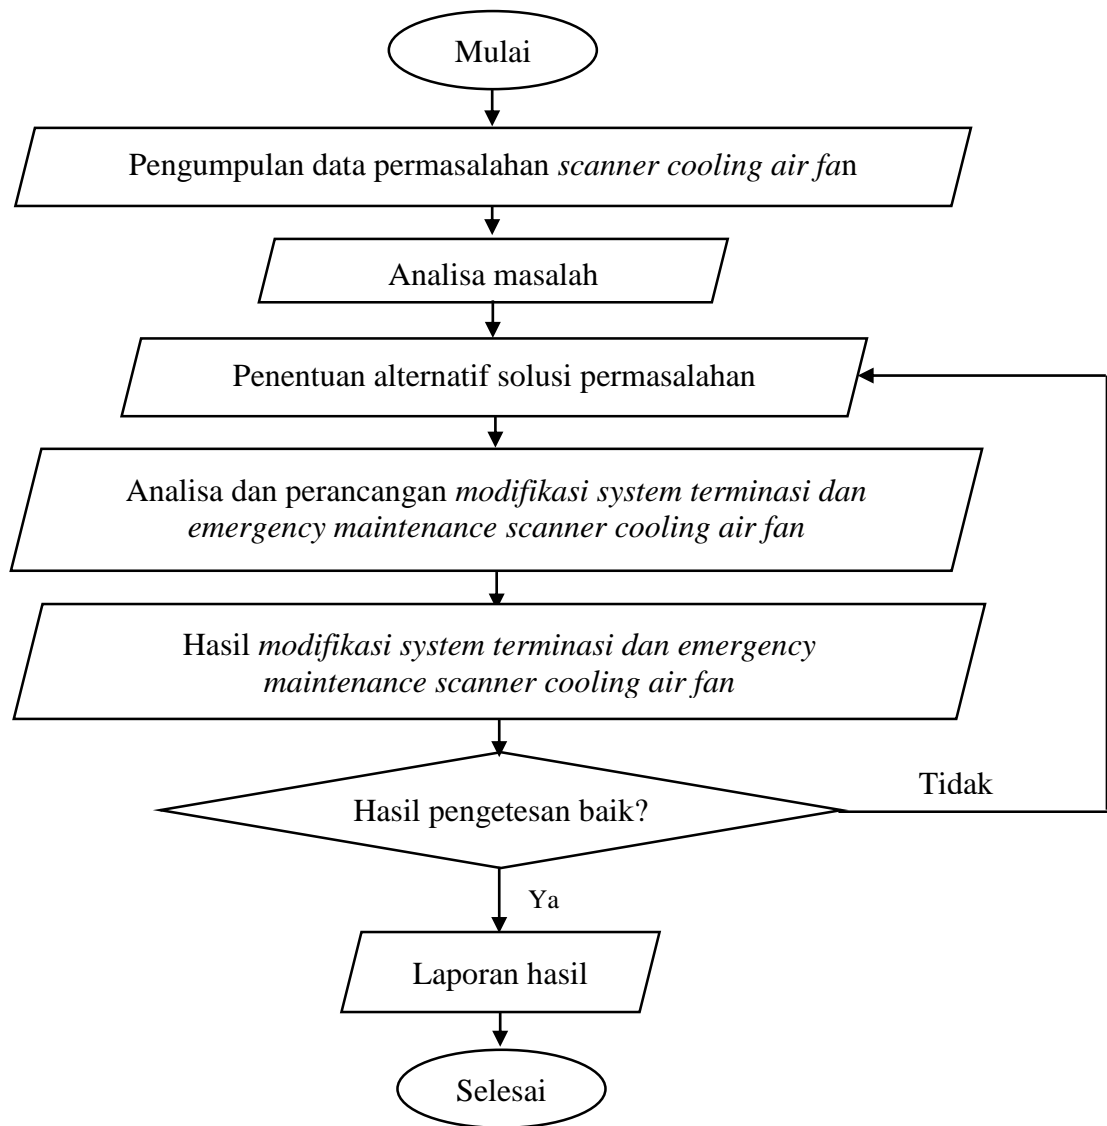 Mulai
Pengumpulan data permasalahan scanner cooling air fan
Analisa masalah
Penentuan alternatif solusi permasalahan
Analisa dan perancangan modifikasi system terminasi dan
emergency maintenance scanner cooling air fan
Hasil modifikasi system terminasi dan emergency
maintenance scanner cooling air fan
Hasil pengetesan baik?
Tidak
Ya
Laporan hasil
Selesai